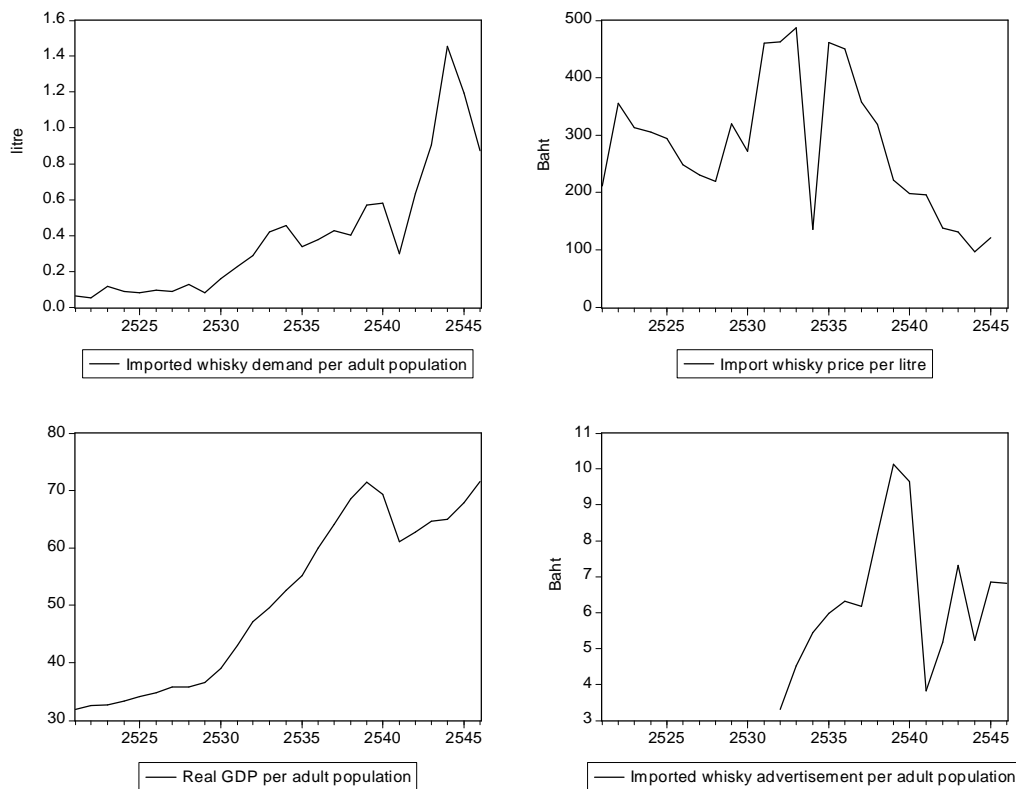 1.6
1.4
1.2
1.0
0.8
0.6
0.4
0.2
0.0
litre
2525 2530 2535 2540 2545
Imported whisky demand per adult population
500
400
300
200
100
0
Baht
2525 2530 2535 2540 2545
Import whisky price per litre
80
70
60
50
40
30
2525 2530 2535 2540 2545
Real GDP per adult population
11
10
9
8
7
6
5
4
3
Baht
2525 2530 2535 2540 2545
Imported whisky advertisement per adult population